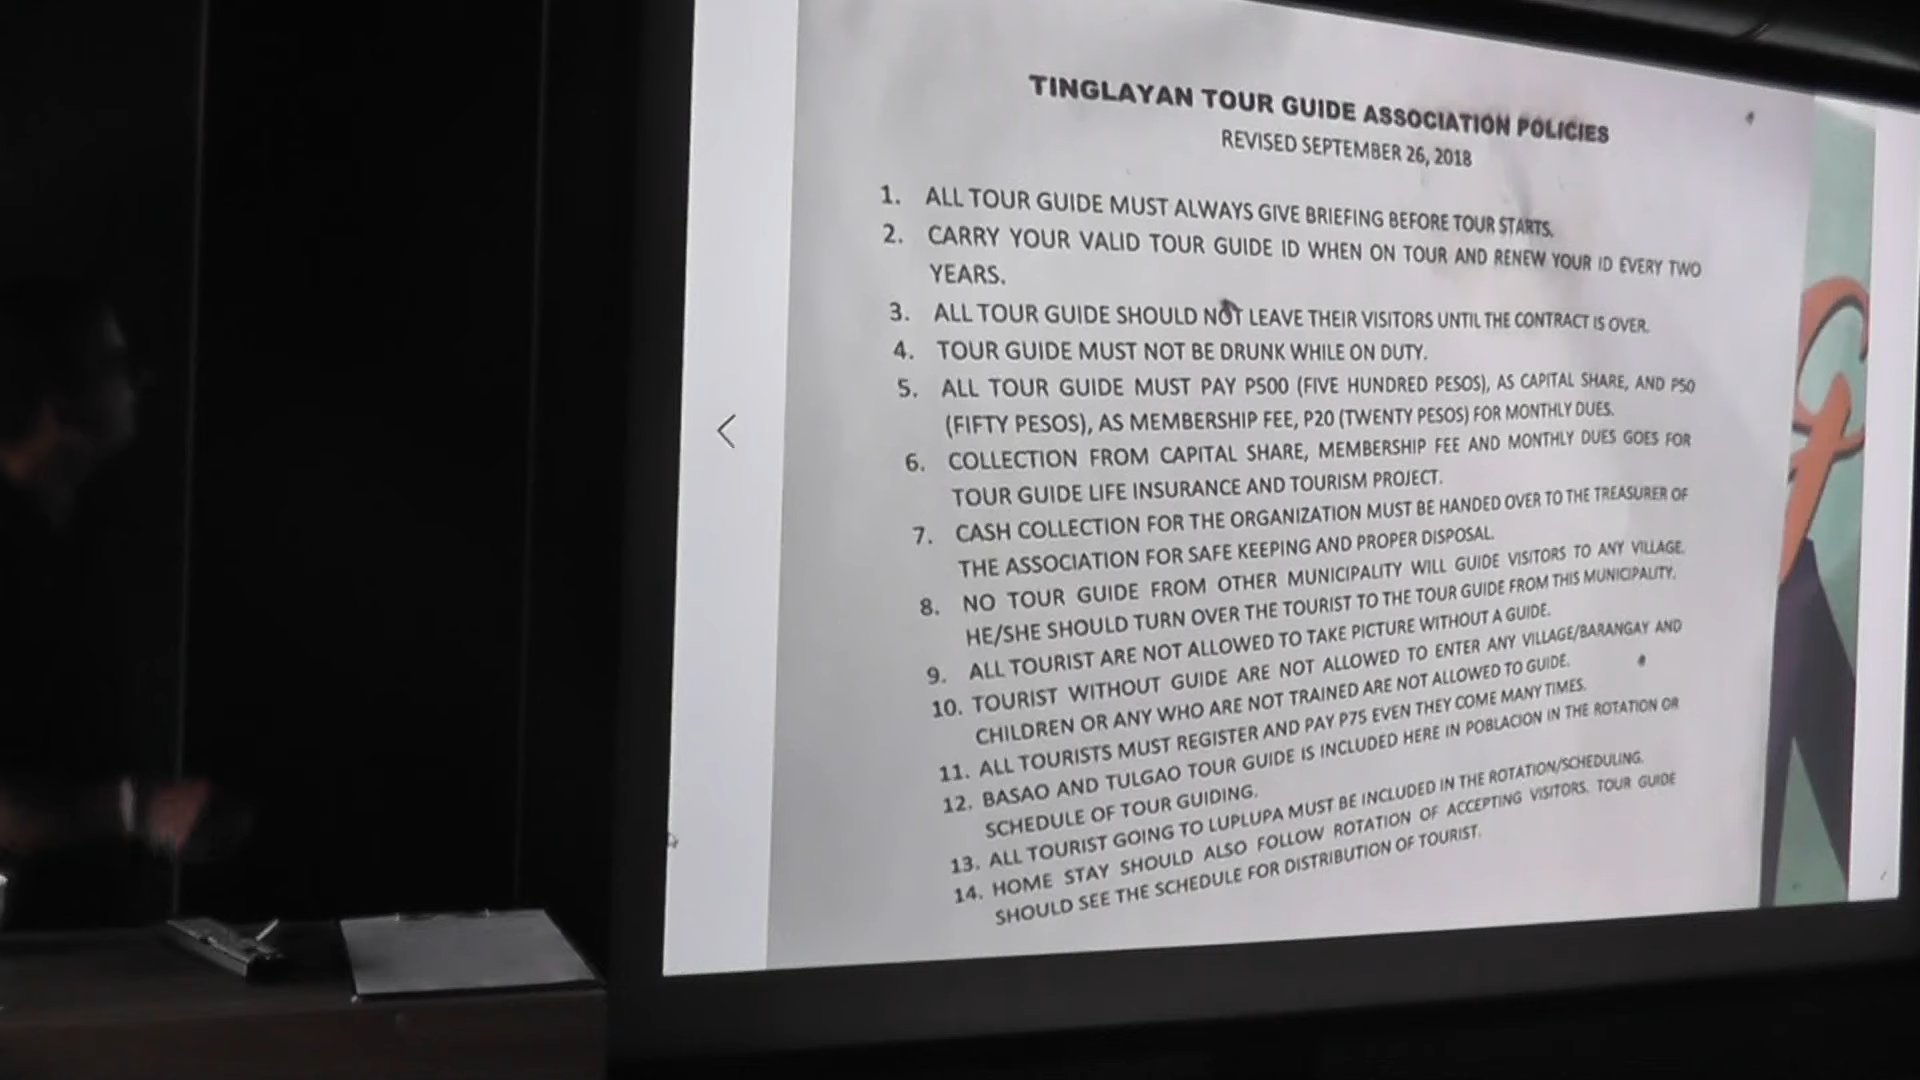 TINGLAYAN TOUR GUIDE ASSOCIATION POLICIES
REVISED SEPTEMBER 26, 2018
1. ALL TOUR GUIDE MUST ALWAYS GIVE BRIEFING BEFORE TOUR STARTS.
2. CARRY YOUR VALID TOUR GUIDE ID WHEN ON TOUR AND RENEW YOUR ID EVERY TWO
YEARS.
3. ALL TOUR GUIDE SHOULD NOT LEAVE THEIR VISITORS UNTIL THE CONTRACT IS OVER.
4. TOUR GUIDE MUST NOT BE DRUNK WHILE ON DUTY.
5. ALL TOUR GUIDE MUST PAY P500 (FIVE HUNDRED PESOS), AS CAPITAL SHARE, AND P50
(FIFTY PESOS), AS MEMBERSHIP FEE, P20 (TWENTY PESOS) FOR MONTHLY DUES.
6. COLLECTION FROM CAPITAL SHARE, MEMBERSHIP FEE AND MONTHLY DUES GOES FOR
TOUR GUIDE LIFE INSURANCE AND TOURISM PROJECT.
7. CASH COLLECTION FOR THE ORGANIZATION MUST BE HANDED OVER TO THE TREASURER OF
THE ASSOCIATION FOR SAFE KEEPING AND PROPER DISPOSAL.
8. NO TOUR GUIDE FROM OTHER MUNICIPALITY WILL GUIDE VISITORS TO ANY VILLAGE.
HE/SHE SHOULD TURN OVER THE TOURIST TO THE TOUR GUIDE FROM THIS MUNICIPALITY.
9. ALL TOURIST ARE NOT ALLOWED TO TAKE PICTURE WITHOUT A GUIDE.
10. TOURIST WITHOUT GUIDE ARE NOT ALLOWED TO ENTER ANY VILLAGE/BARANGAY AND
CHILDREN OR ANY WHO ARE NOT TRAINED ARE NOT ALLOWED TO GUIDE.
11. ALL TOURISTS MUST REGISTER AND PAY P75 EVEN THEY COME MANY TIMES.
12. BASAO AND TULGAO TOUR GUIDE IS INCLUDED HERE IN POBLACION IN THE ROTATION OR
SCHEDULE OF TOUR GUIDING.
13. ALL TOURIST GOING TO LUPLUPA MUST BE INCLUDED IN THE ROTATION/SCHEDULING.
14. HOME STAY SHOULD ALSO FOLLOW ROTATION OF ACCEPTING VISITORS. TOUR GUIDE
SHOULD SEE THE SCHEDULE FOR DISTRIBUTION OF TOURIST.